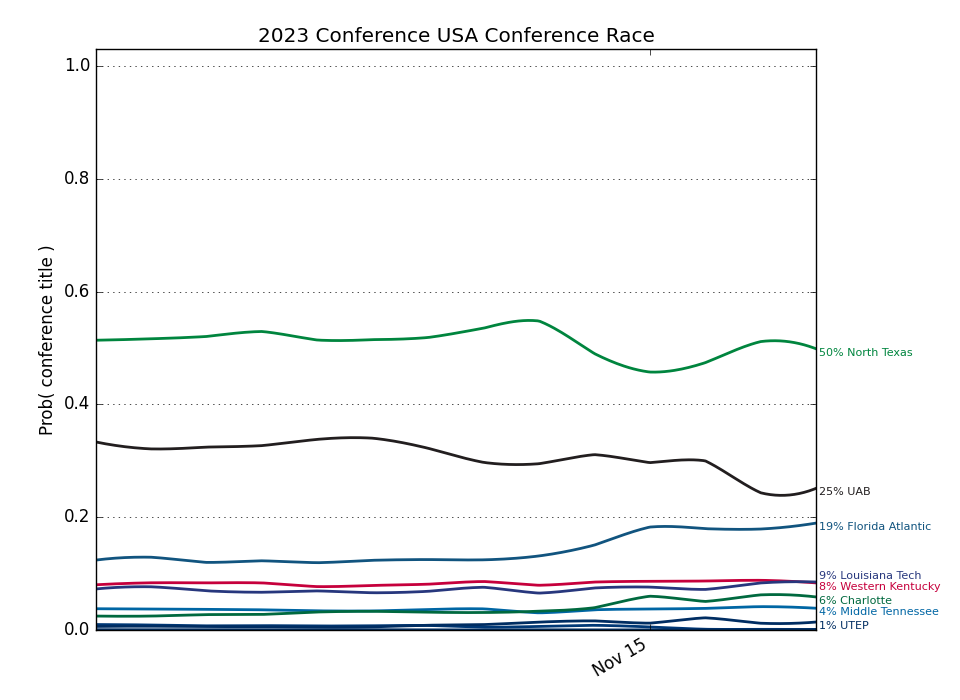 2023 Conference USA Conference Race
Prob( conference title )
1.0
0.8
0.6
0.4
0.2
0.0
50% North Texas
25% UAB
19% Florida Atlantic
9% Louisiana Tech
8% Western Kentucky
6% Charlotte
4% Middle Tennessee
1% UTEP
Nov 15